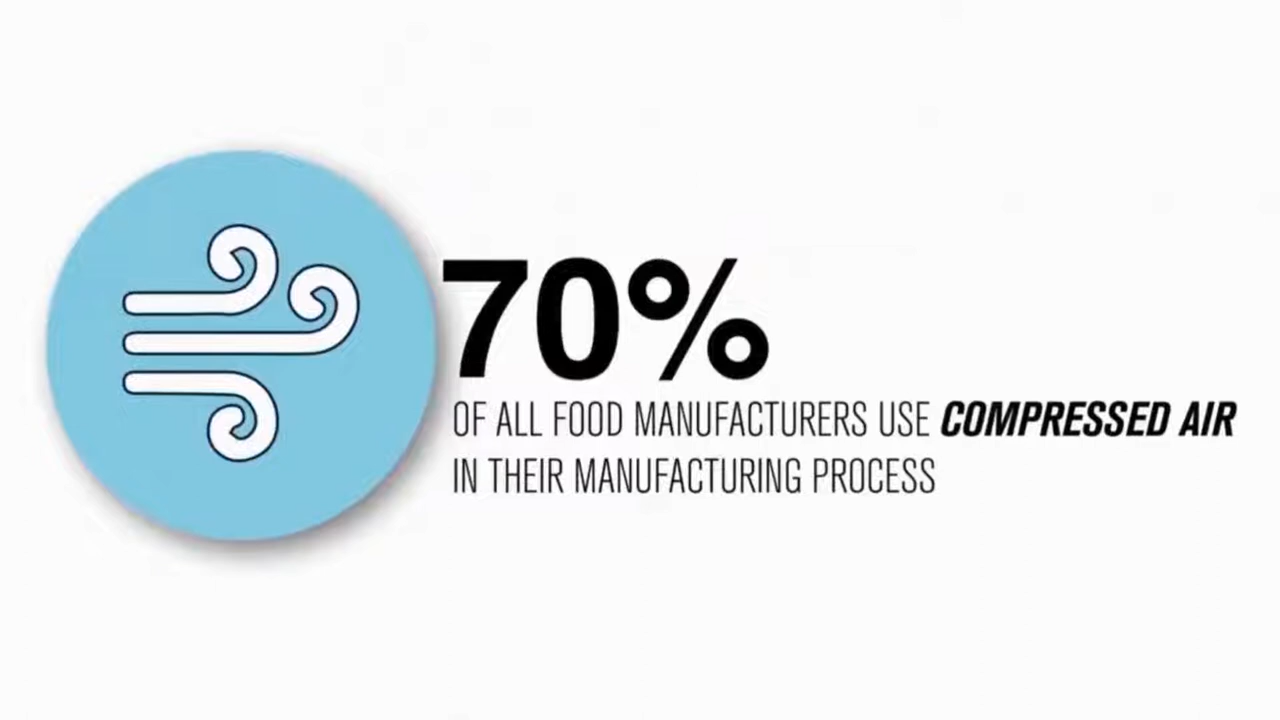 70%
OF ALL FOOD MANUFACTURERS USE COMPRESSED AIR
IN THEIR MANUFACTURING PROCESS